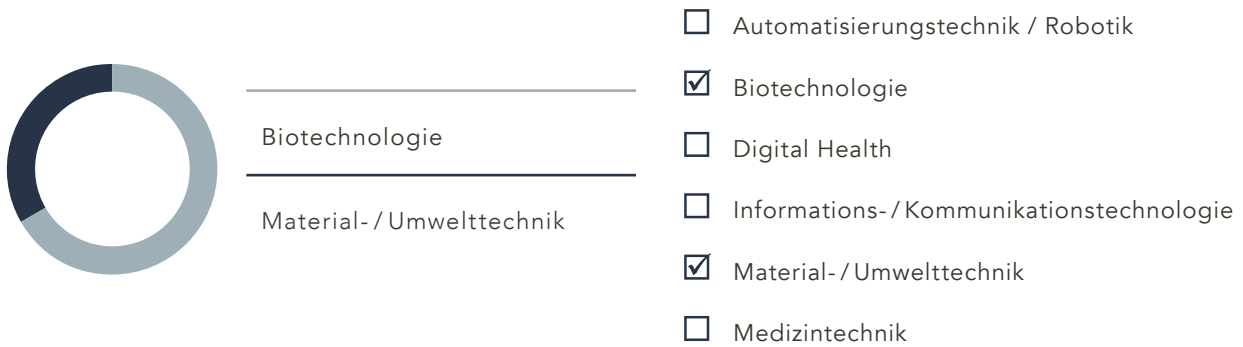 Biotechnologie
Material- / Umwelttechnik
Automatisierungstechnik / Robotik
Biotechnologie
Digital Health
Informations- / Kommunikationstechnologie
Material- / Umwelttechnik
Medizintechnik